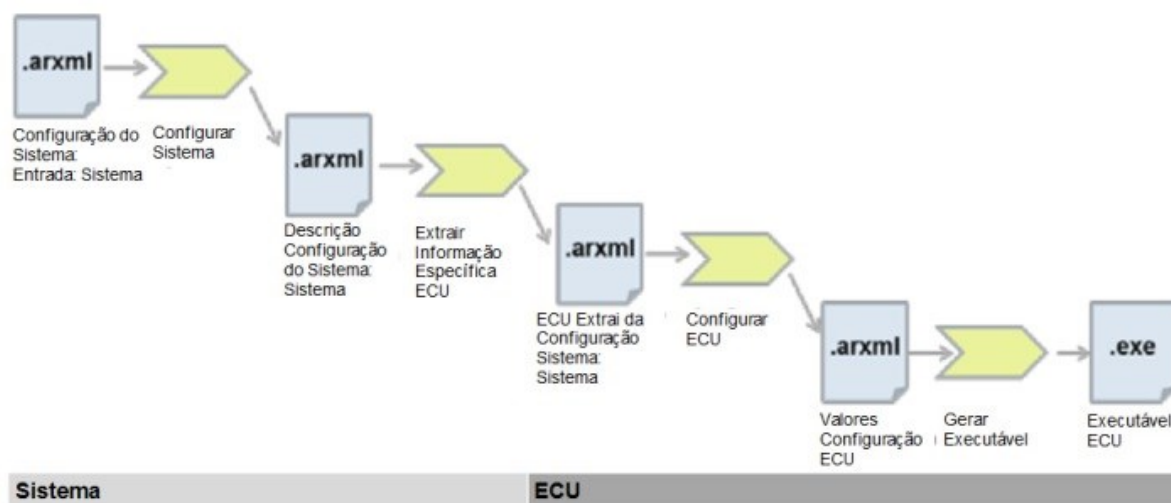 .arxml
Configuração do
Sistema:
Entrada: Sistema
Configurar
Sistema
.arxml
Descrição
Configuração
do Sistema:
Sistema
Extrair
Informação
Específica
ECU
.arxml
ECU Extrai da
Configuração
Sistema:
Sistema
Configurar
ECU
.arxml
Valores
Configuração
ECU
Gerar
Executável
.exe
Executável
ECU
Sistema
ECU